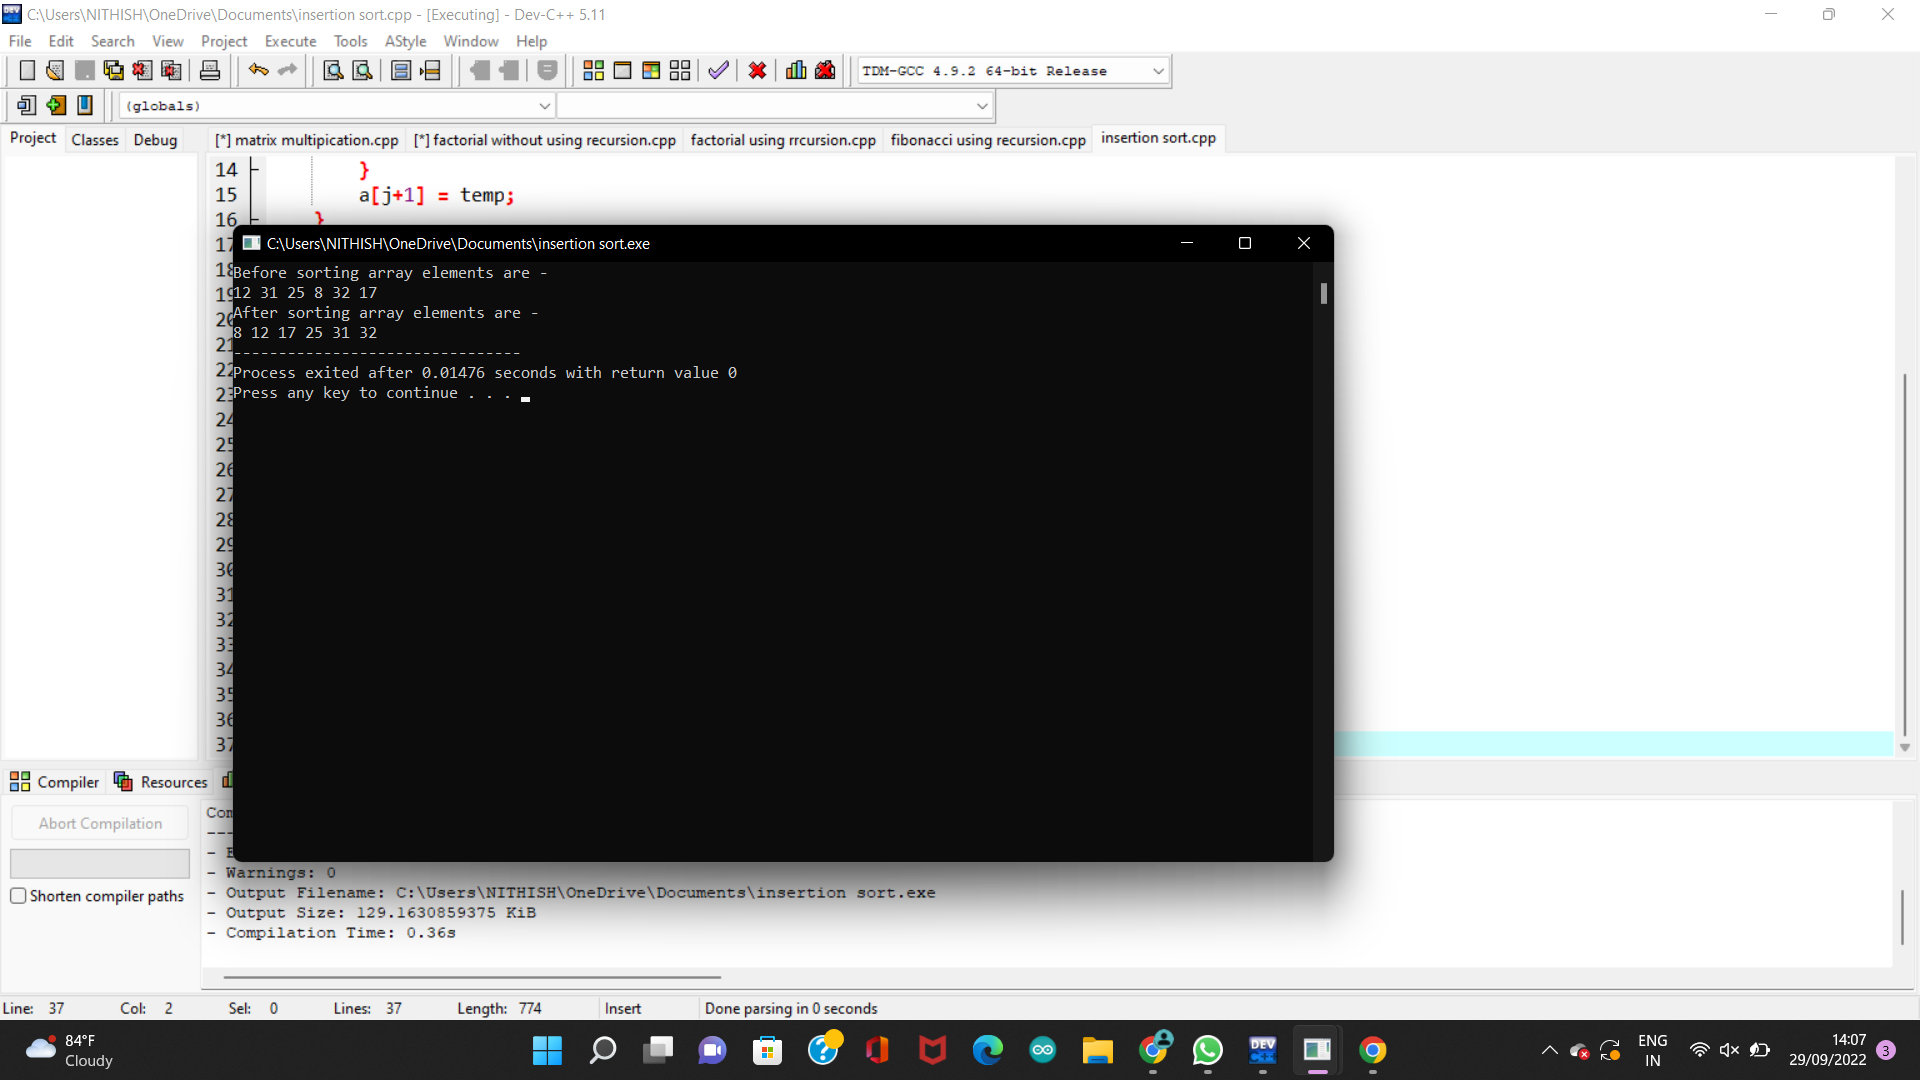 C:\Users\NITHISH\OneDrive\Documents\insertion sort.cpp - [Executing] - Dev-C++ 5.11
File Edit Search View Project Execute Tools AStyle Window Help
TDM-GCC 4.9.2 64-bit Release
(globals)
Project Classes Debug [*] matrix multipication.cpp [*] factorial without using recursion.cpp factorial using rrcursion.cpp fibonacci using recursion.cpp insertion sort.cpp
14 }
15 a[j+1] = temp;
16 }
C:\Users\NITHISH\OneDrive\Documents\insertion sort.exe
Before sorting array elements are -
12 31 25 8 32 17
After sorting array elements are -
8 12 17 25 31 32
--------------------------------
Process exited after 0.01476 seconds with return value 0
Press any key to continue . . .
17
18
19
20
21
22
23
24
25
26
27
28
29
30
31
32
33
34
35
36
37
Compiler Resources
Abort Compilation
Shorten compiler paths
- Warnings: 0
- Output Filename: C:\Users\NITHISH\OneDrive\Documents\insertion sort.exe
- Output Size: 129.1630859375 KiB
- Compilation Time: 0.36s
Line: 37 Col: 2 Sel: 0 Lines: 37 Length: 774 Insert Done parsing in 0 seconds
84°F
Cloudy
DEV C++
ENG
IN
14:07
29/09/2022
3